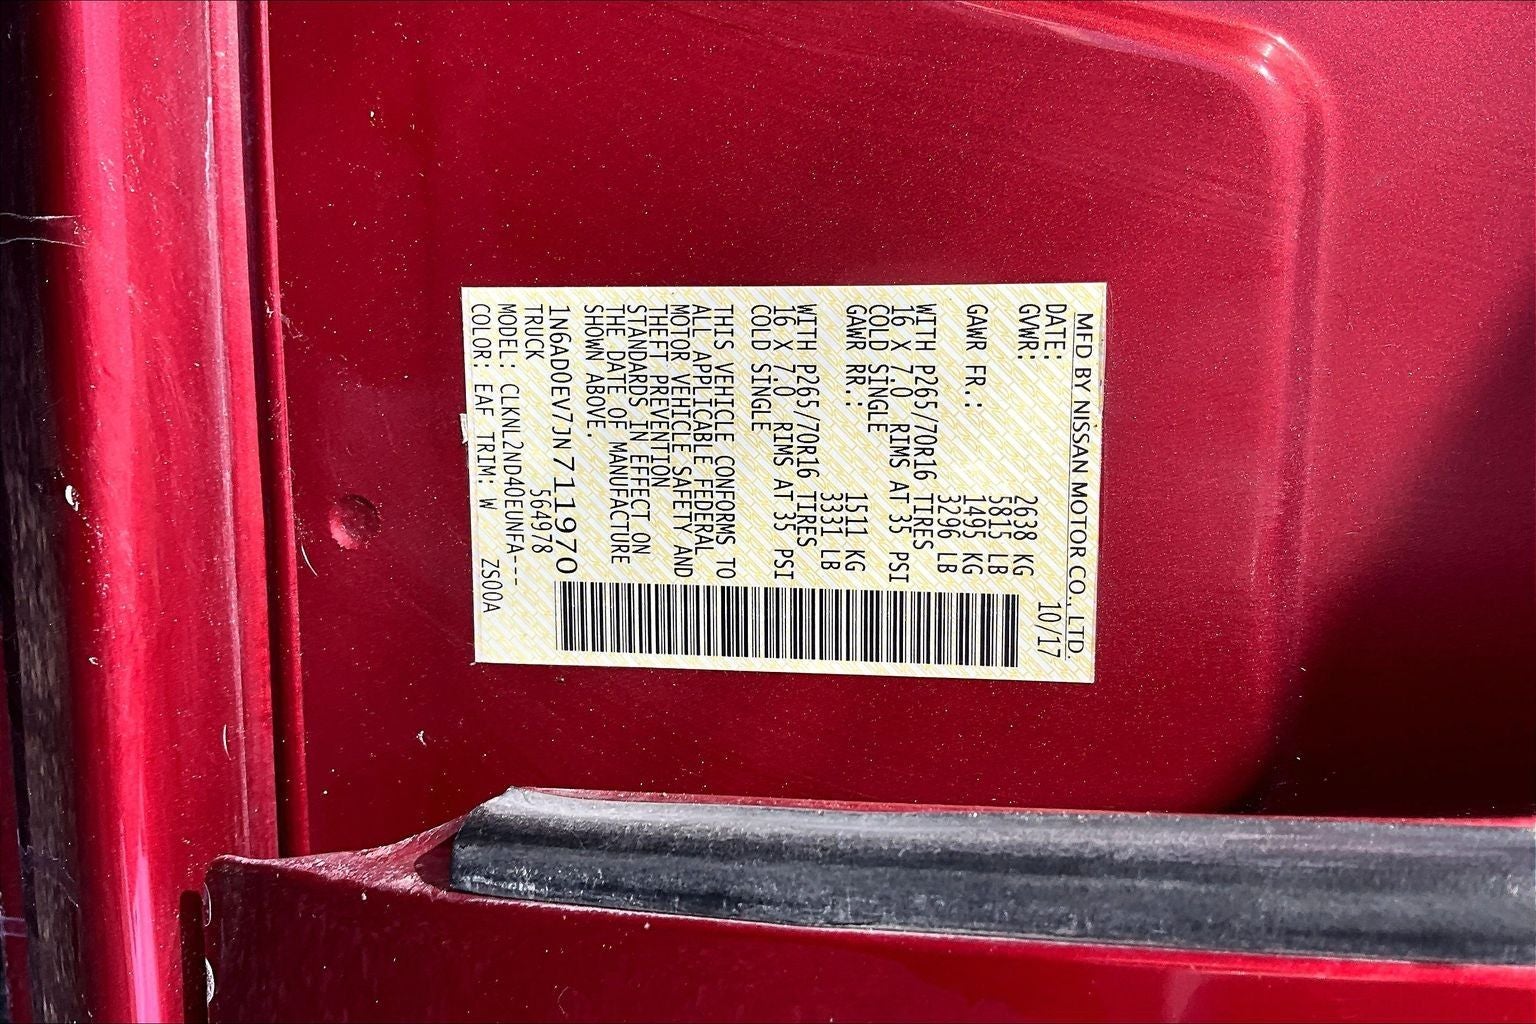 MFD BY NISSAN MOTOR CO., LTD.
DATE: 10/17
GVWR: 2638 KG
5815 LB
GAWR FR.: 1495 KG
3296 LB
WITH P265/70R16 TIRES
16 X 7.0 RIMS AT 35 PSI
COLD SINGLE
GAWR RR.: 1511 KG
3331 LB
WITH P265/70R16 TIRES
16 X 7.0 RIMS AT 35 PSI
COLD SINGLE
THIS VEHICLE CONFORMS TO
ALL APPLICABLE FEDERAL
MOTOR VEHICLE SAFETY AND
THEFT PREVENTION
STANDARDS IN EFFECT ON
THE DATE OF MANUFACTURE
SHOWN ABOVE.
1N6AD0EV7JN711970
TRUCK 564978
MODEL: CLKNL2ND40EUNFA---
COLOR: EAF TRIM: W ZS00A